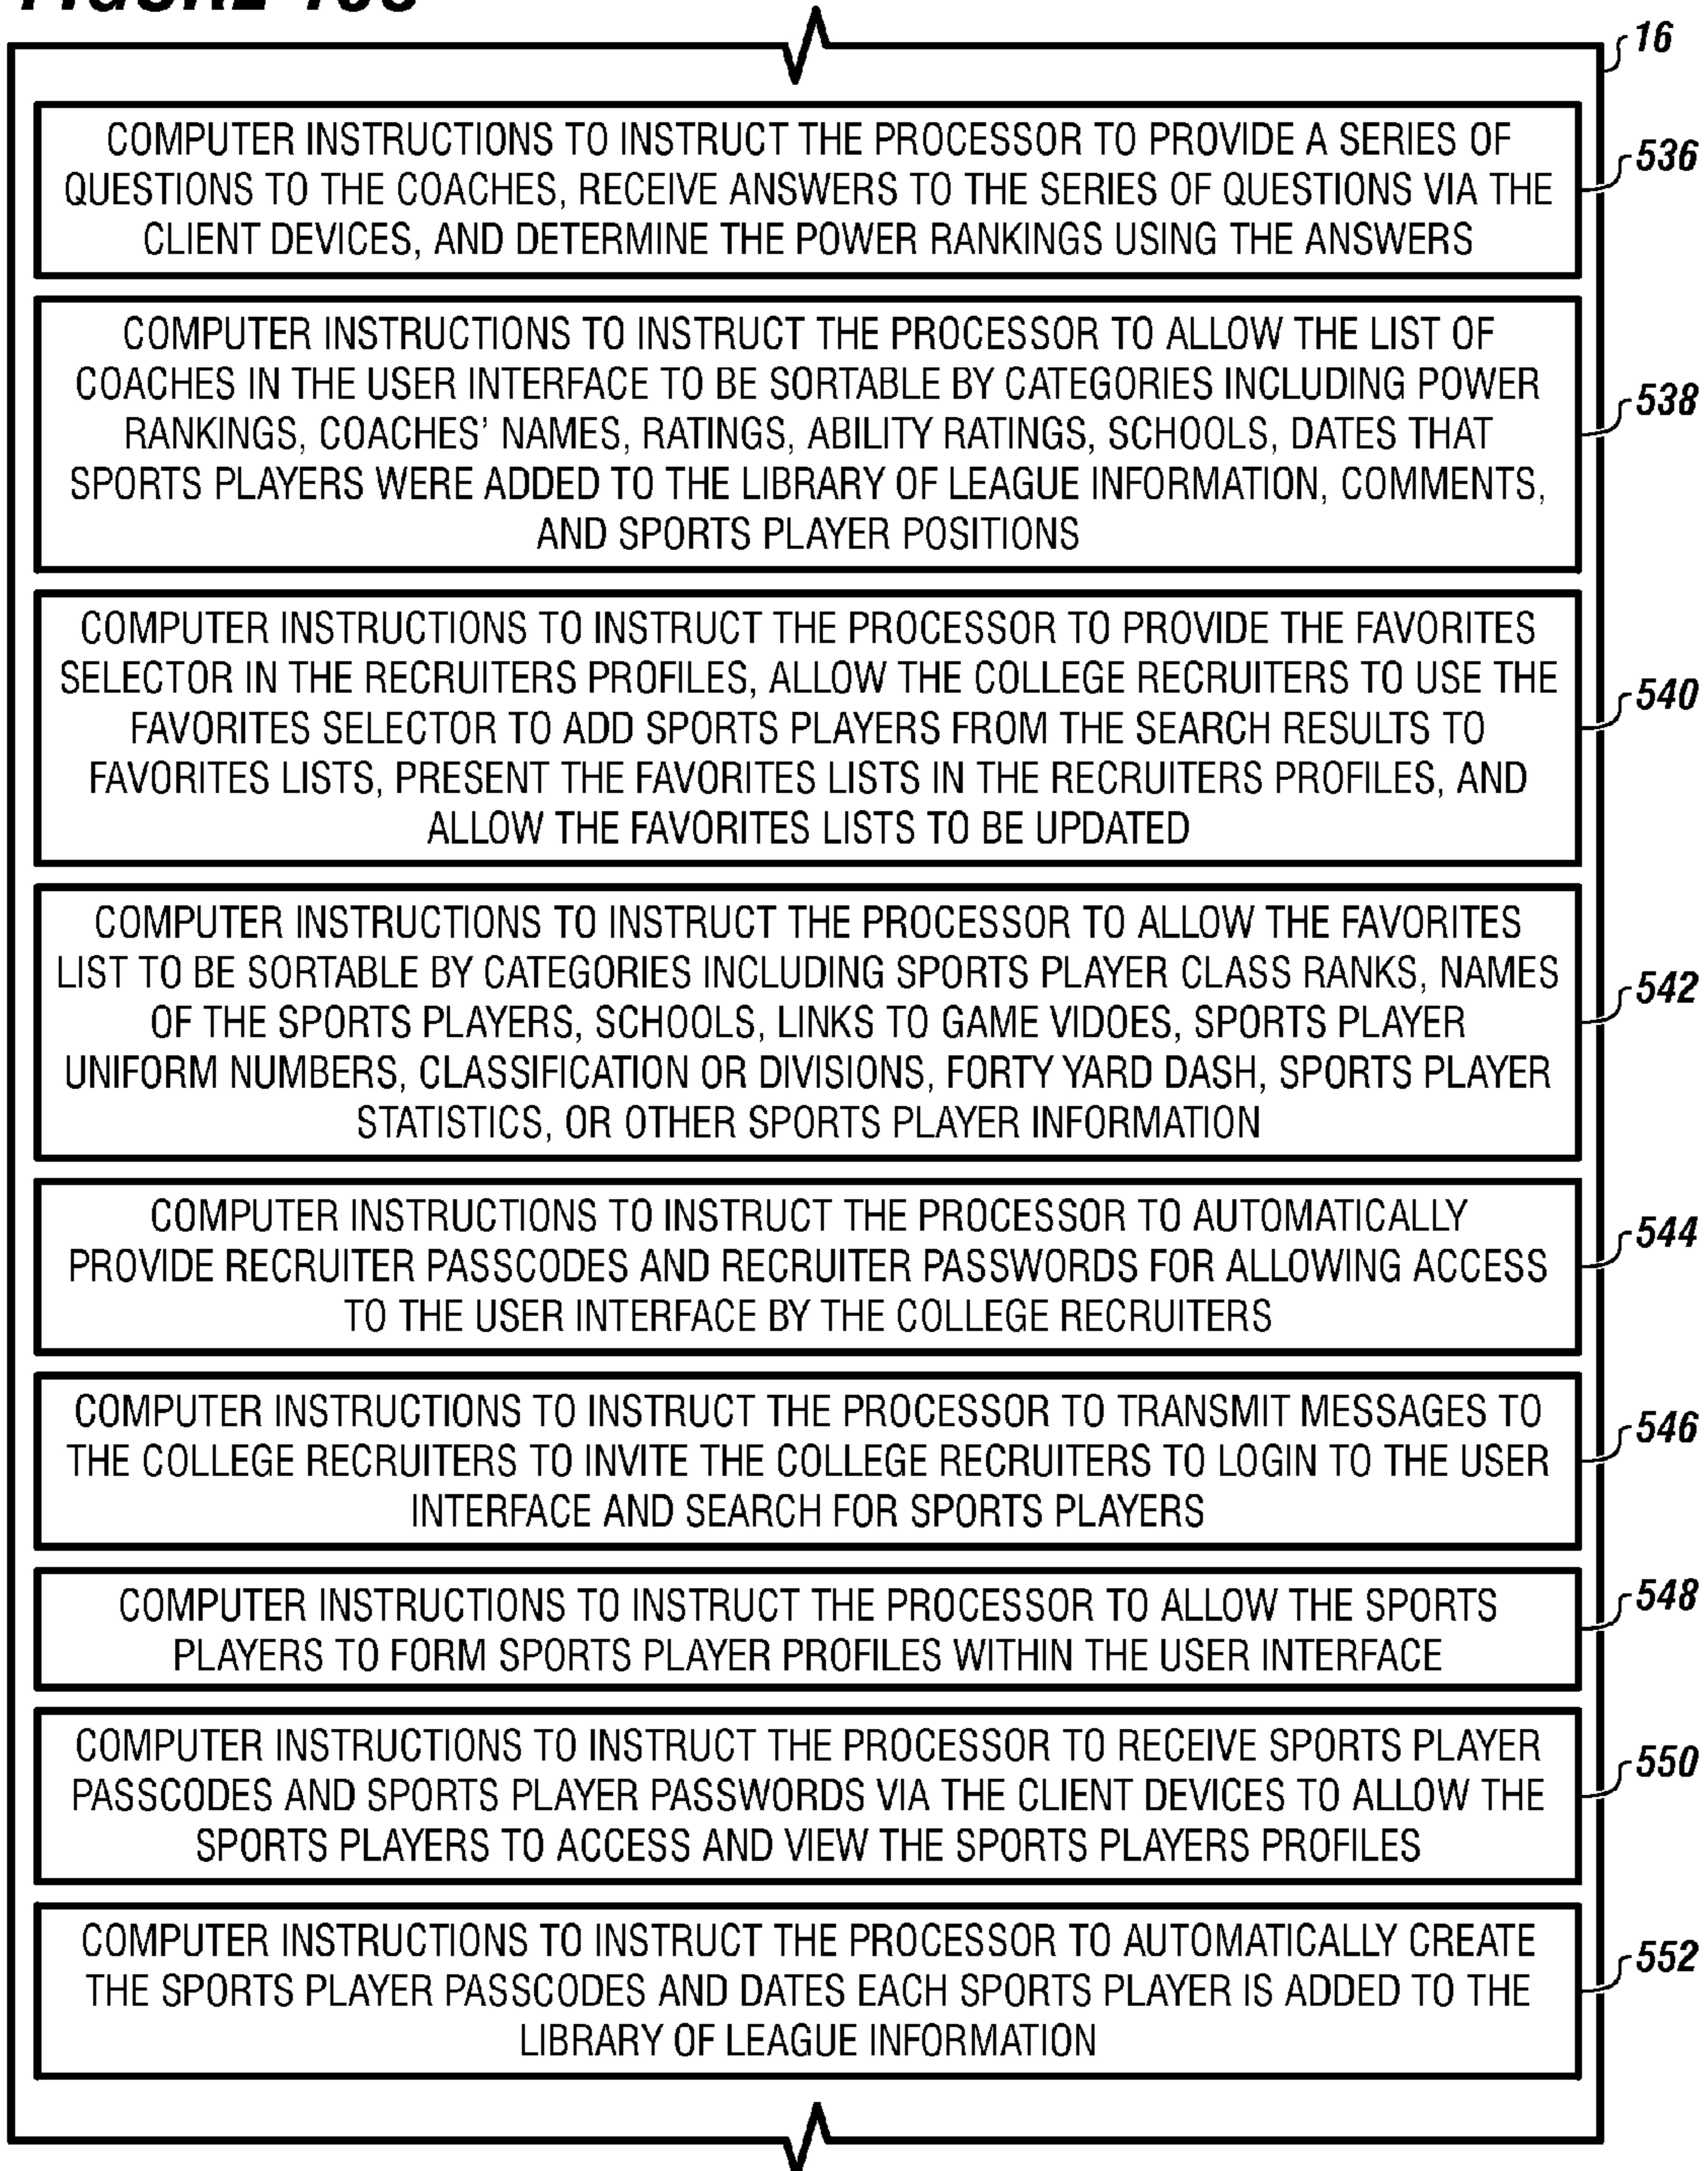 16
COMPUTER INSTRUCTIONS TO INSTRUCT THE PROCESSOR TO PROVIDE A SERIES OF
QUESTIONS TO THE COACHES, RECEIVE ANSWERS TO THE SERIES OF QUESTIONS VIA THE
CLIENT DEVICES, AND DETERMINE THE POWER RANKINGS USING THE ANSWERS
536
COMPUTER INSTRUCTIONS TO INSTRUCT THE PROCESSOR TO ALLOW THE LIST OF
COACHES IN THE USER INTERFACE TO BE SORTABLE BY CATEGORIES INCLUDING POWER
RANKINGS, COACHES' NAMES, RATINGS, ABILITY RATINGS, SCHOOLS, DATES THAT
SPORTS PLAYERS WERE ADDED TO THE LIBRARY OF LEAGUE INFORMATION, COMMENTS,
AND SPORTS PLAYER POSITIONS
538
COMPUTER INSTRUCTIONS TO INSTRUCT THE PROCESSOR TO PROVIDE THE FAVORITES
SELECTOR IN THE RECRUITERS PROFILES, ALLOW THE COLLEGE RECRUITERS TO USE THE
FAVORITES SELECTOR TO ADD SPORTS PLAYERS FROM THE SEARCH RESULTS TO
FAVORITES LISTS, PRESENT THE FAVORITES LISTS IN THE RECRUITERS PROFILES, AND
ALLOW THE FAVORITES LISTS TO BE UPDATED
540
COMPUTER INSTRUCTIONS TO INSTRUCT THE PROCESSOR TO ALLOW THE FAVORITES
LIST TO BE SORTABLE BY CATEGORIES INCLUDING SPORTS PLAYER CLASS RANKS, NAMES
OF THE SPORTS PLAYERS, SCHOOLS, LINKS TO GAME VIDOES, SPORTS PLAYER
UNIFORM NUMBERS, CLASSIFICATION OR DIVISIONS, FORTY YARD DASH, SPORTS PLAYER
STATISTICS, OR OTHER SPORTS PLAYER INFORMATION
542
COMPUTER INSTRUCTIONS TO INSTRUCT THE PROCESSOR TO AUTOMATICALLY
PROVIDE RECRUITER PASSCODES AND RECRUITER PASSWORDS FOR ALLOWING ACCESS
TO THE USER INTERFACE BY THE COLLEGE RECRUITERS
544
COMPUTER INSTRUCTIONS TO INSTRUCT THE PROCESSOR TO TRANSMIT MESSAGES TO
THE COLLEGE RECRUITERS TO INVITE THE COLLEGE RECRUITERS TO LOGIN TO THE USER
INTERFACE AND SEARCH FOR SPORTS PLAYERS
546
COMPUTER INSTRUCTIONS TO INSTRUCT THE PROCESSOR TO ALLOW THE SPORTS
PLAYERS TO FORM SPORTS PLAYER PROFILES WITHIN THE USER INTERFACE
548
COMPUTER INSTRUCTIONS TO INSTRUCT THE PROCESSOR TO RECEIVE SPORTS PLAYER
PASSCODES AND SPORTS PLAYER PASSWORDS VIA THE CLIENT DEVICES TO ALLOW THE
SPORTS PLAYERS TO ACCESS AND VIEW THE SPORTS PLAYERS PROFILES
550
COMPUTER INSTRUCTIONS TO INSTRUCT THE PROCESSOR TO AUTOMATICALLY CREATE
THE SPORTS PLAYER PASSCODES AND DATES EACH SPORTS PLAYER IS ADDED TO THE
LIBRARY OF LEAGUE INFORMATION
552